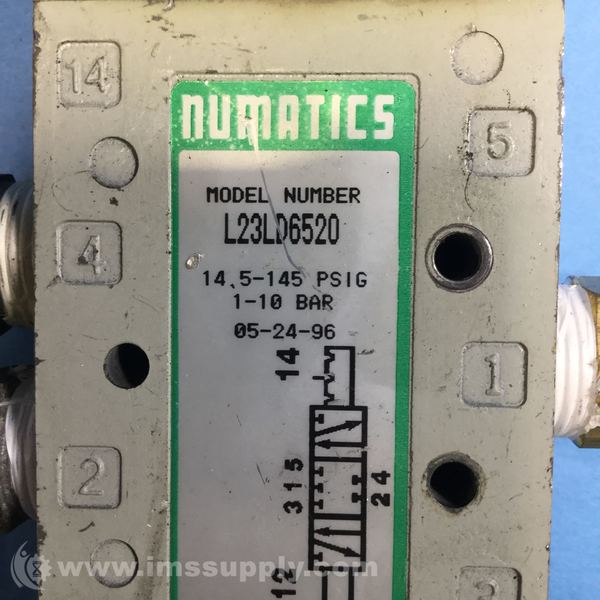 14
NUMATICS
5
MODEL NUMBER
L23LD6520
4
14.5-145 PSIG
1-10 BAR
05-24-96
14
1
3 1 5
2 4
2
12
3
www.imssupply.com